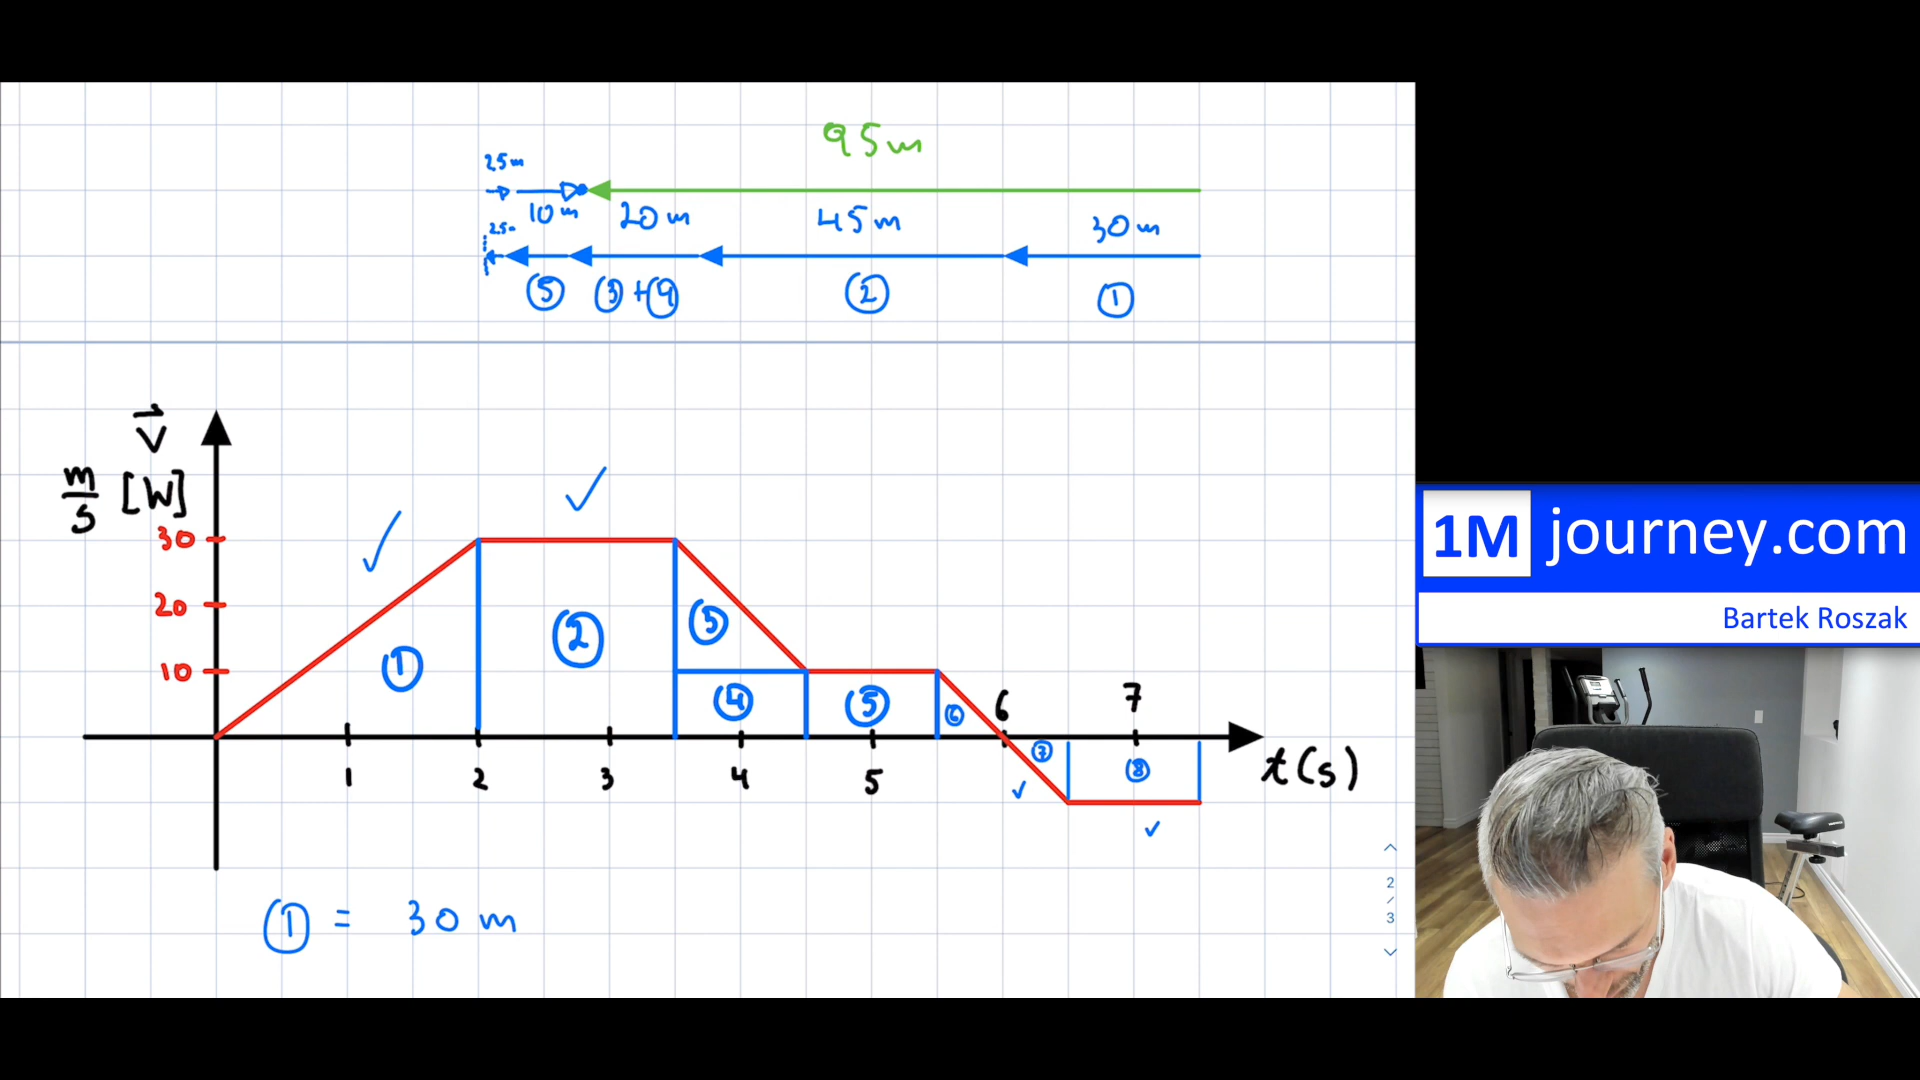 95m
25m
10m 20m 45m 30m
25m
⑤ ③+④ ② ①
v
m/s [W]
30
20
10
① ② ③ ④ ⑤ ⑥ ⑦ ⑧
6 7
1 2 3 4 5
t(s)
① = 30 m
2
/
3
1M journey.com
Bartek Roszak